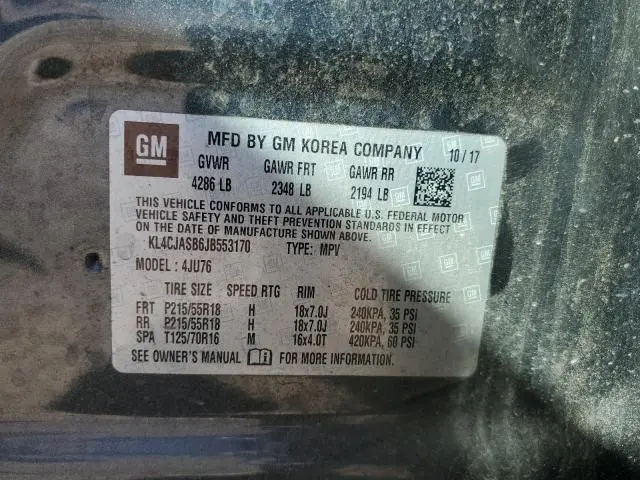 GM MFD BY GM KOREA COMPANY 10/17
GVWR GAWR FRT GAWR RR
4286 LB 2348 LB 2194 LB
THIS VEHICLE CONFORMS TO ALL APPLICABLE U.S. FEDERAL MOTOR
VEHICLE SAFETY AND THEFT PREVENTION STANDARDS IN EFFECT
ON THE DATE OF MANUFACTURE SHOWN ABOVE.
KL4CJASB6JB553170 TYPE: MPV
MODEL : 4JU76
TIRE SIZE SPEED RTG RIM COLD TIRE PRESSURE
FRT P215/55R18 H 18x7.0J 240KPA, 35 PSI
RR P215/55R18 H 18x7.0J 240KPA, 35 PSI
SPA T125/70R16 M 16x4.0T 420KPA, 60 PSI
SEE OWNER'S MANUAL FOR MORE INFORMATION.